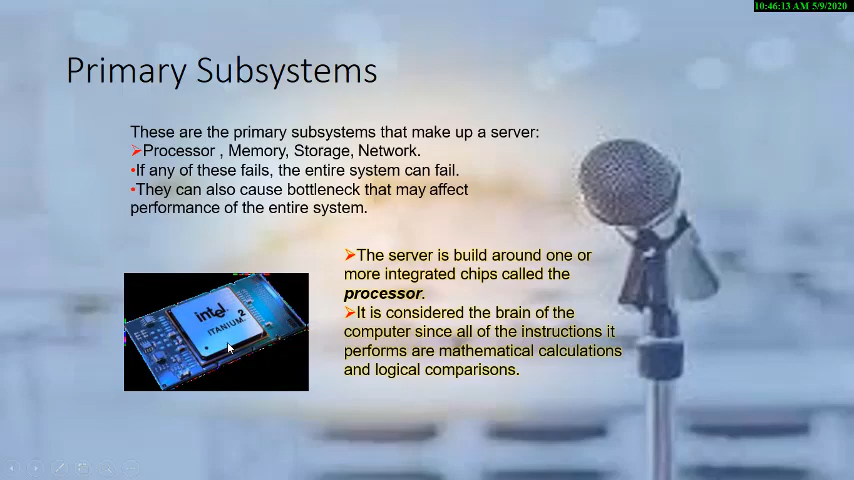 10:46:13 AM 5/9/2020
Primary Subsystems
These are the primary subsystems that make up a server:
➢Processor , Memory, Storage, Network.
•If any of these fails, the entire system can fail.
•They can also cause bottleneck that may affect
performance of the entire system.
➢The server is build around one or
more integrated chips called the
processor.
➢It is considered the brain of the
computer since all of the instructions it
performs are mathematical calculations
and logical comparisons.
intel
ITANIUM 2